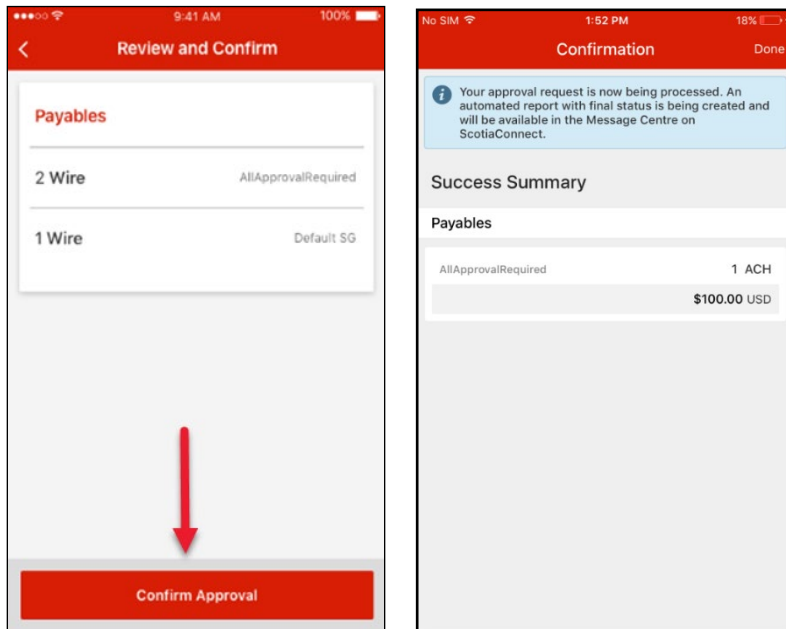 9:41 AM
100%
Review and Confirm
Payables
2 Wire AllApprovalRequired
1 Wire Default SG
Confirm Approval
No SIM 1:52 PM 18%
Confirmation Done
Your approval request is now being processed. An
automated report with final status is being created and
will be available in the Message Centre on
ScotiaConnect.
Success Summary
Payables
AllApprovalRequired 1 ACH
$100.00 USD